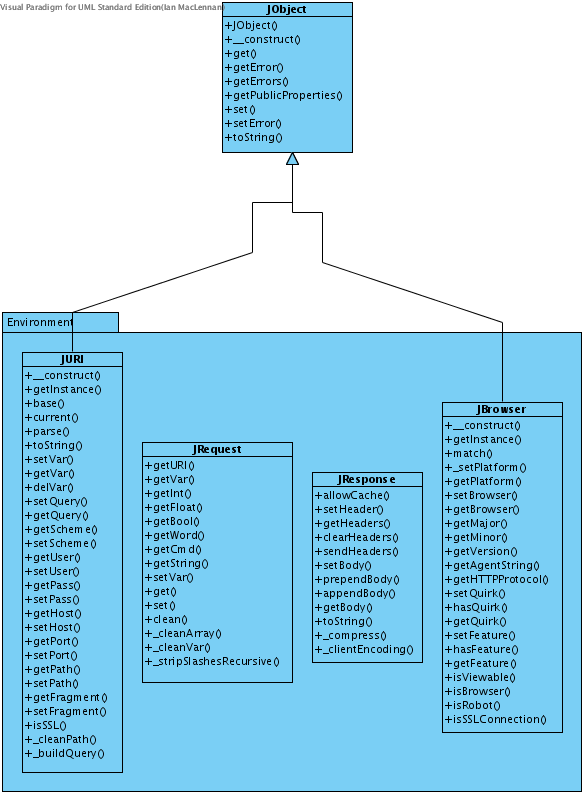 Visual Paradigm for UML Standard Edition(Ian MacLennan)
JObject
+JObject()
+__construct()
+get()
+getError()
+getErrors()
+getPublicProperties()
+set()
+setError()
+toString()
Environment
JURI
+__construct()
+getInstance()
+base()
+current()
+parse()
+toString()
+setVar()
+getVar()
+delVar()
+setQuery()
+getQuery()
+getScheme()
+setScheme()
+getUser()
+setUser()
+getPass()
+setPass()
+getHost()
+setHost()
+getPort()
+setPort()
+getPath()
+setPath()
+getFragment()
+setFragment()
+isSSL()
+_cleanPath()
+_buildQuery()
JRequest
+getURI()
+getVar()
+getInt()
+getFloat()
+getBool()
+getWord()
+getCmd()
+getString()
+setVar()
+get()
+set()
+clean()
+_cleanArray()
+_cleanVar()
+_stripSlashesRecursive()
JResponse
+allowCache()
+setHeader()
+getHeaders()
+clearHeaders()
+sendHeaders()
+setBody()
+prependBody()
+appendBody()
+getBody()
+toString()
+_compress()
+_clientEncoding()
JBrowser
+__construct()
+getInstance()
+match()
+_setPlatform()
+getPlatform()
+setBrowser()
+getBrowser()
+getMajor()
+getMinor()
+getVersion()
+getAgentString()
+getHTTPProtocol()
+setQuirk()
+hasQuirk()
+getQuirk()
+setFeature()
+hasFeature()
+getFeature()
+isViewable()
+isBrowser()
+isRobot()
+isSSLConnection()